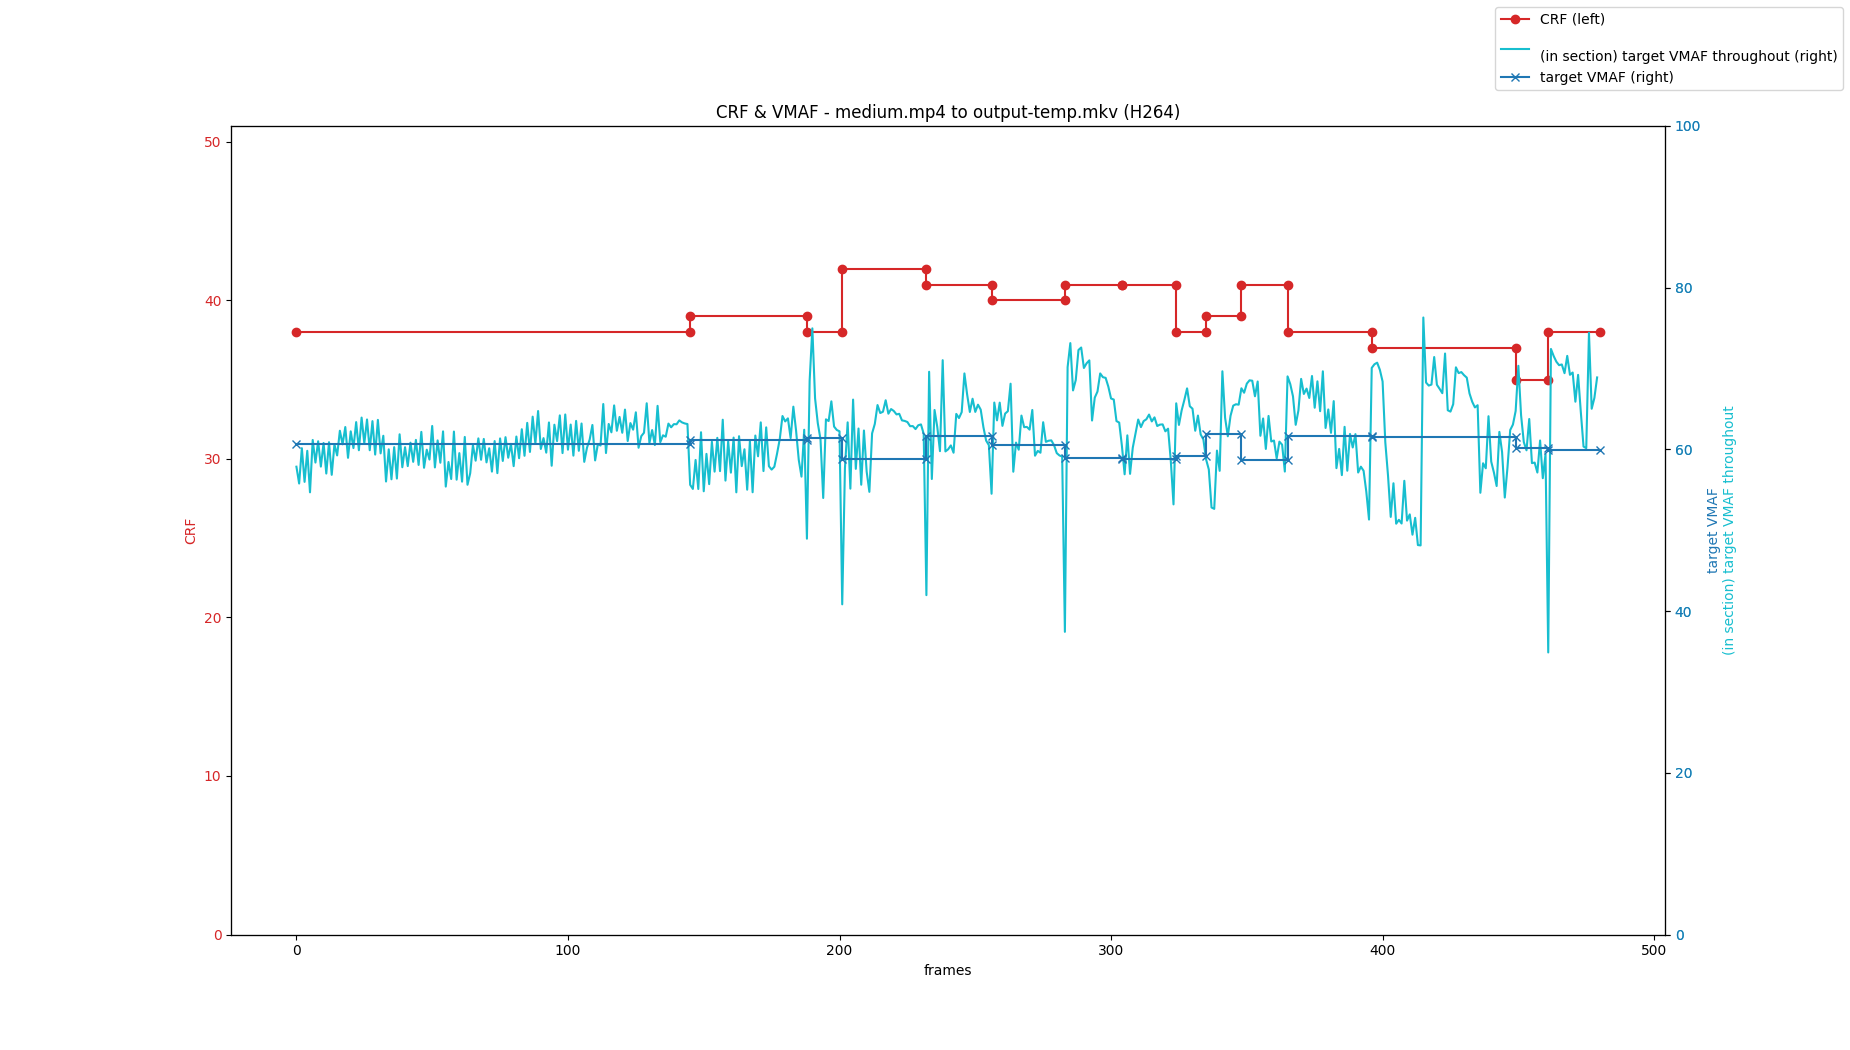 CRF (left)
(in section) target VMAF throughout (right)
target VMAF (right)
CRF & VMAF - medium.mp4 to output-temp.mkv (H264)
50
40
30
20
10
0
CRF
0
100
200
300
400
500
frames
100
80
60
40
20
0
target VMAF
(in section) target VMAF throughout